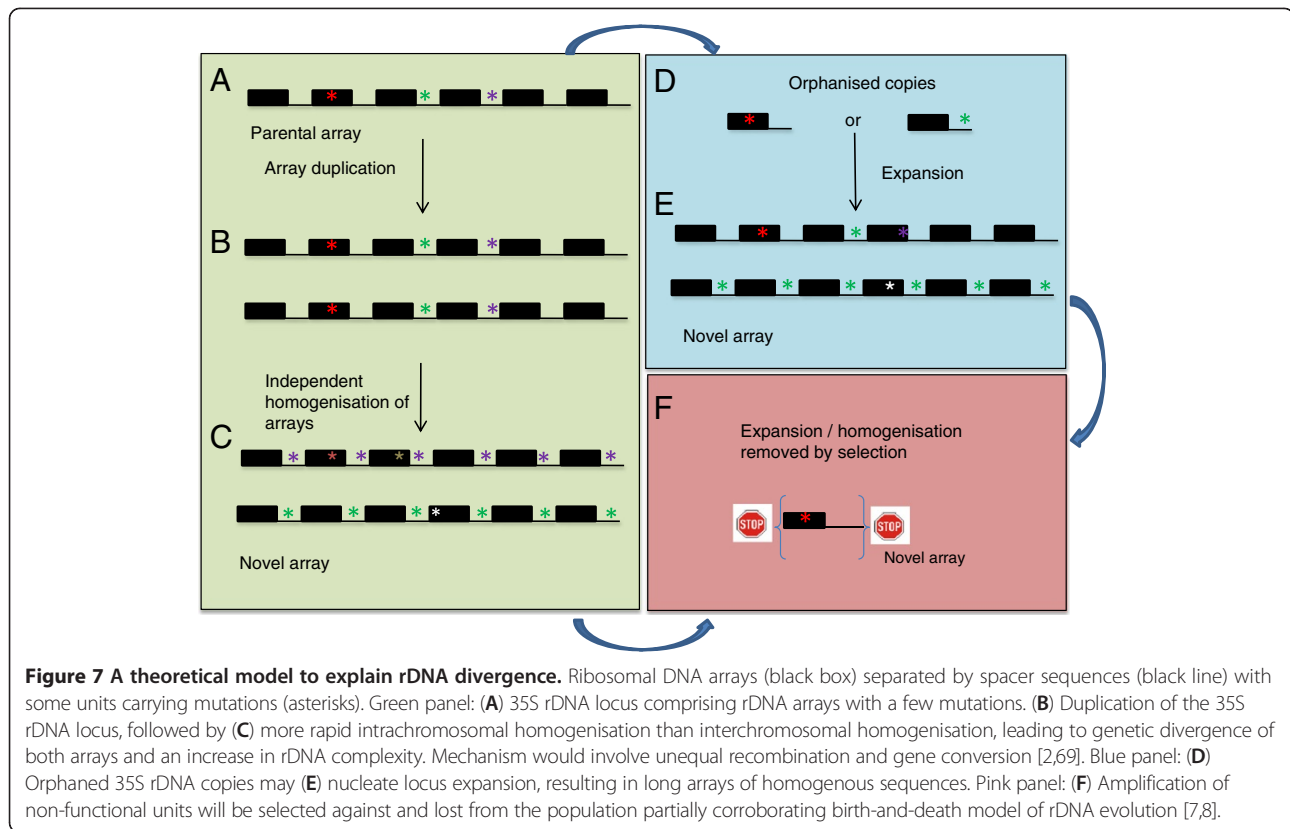 A
Parental array
Array duplication
B
Independent
homogenisation of
arrays
C
Novel array
D
Orphanised copies
or
Expansion
E
Novel array
F
Expansion / homogenisation
removed by selection
STOP
STOP
Novel array
Figure 7 A theoretical model to explain rDNA divergence. Ribosomal DNA arrays (black box) separated by spacer sequences (black line) with
some units carrying mutations (asterisks). Green panel: (A) 35S rDNA locus comprising rDNA arrays with a few mutations. (B) Duplication of the 35S
rDNA locus, followed by (C) more rapid intrachromosomal homogenisation than interchromosomal homogenisation, leading to genetic divergence of
both arrays and an increase in rDNA complexity. Mechanism would involve unequal recombination and gene conversion [2,69]. Blue panel: (D)
Orphaned 35S rDNA copies may (E) nucleate locus expansion, resulting in long arrays of homogenous sequences. Pink panel: (F) Amplification of
non-functional units will be selected against and lost from the population partially corroborating birth-and-death model of rDNA evolution [7,8].